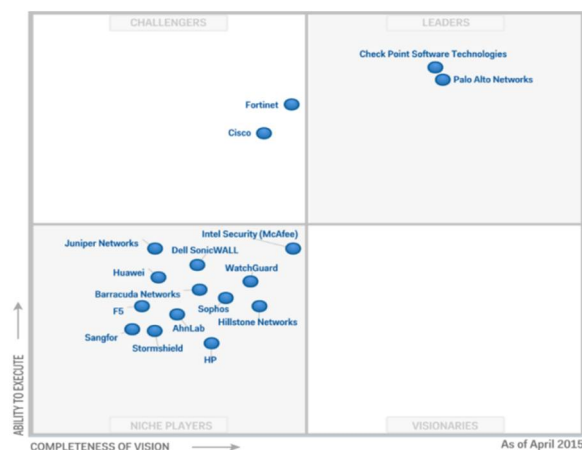 CHALLENGERS
LEADERS
Check Point Software Technologies
Palo Alto Networks
Fortinet
Cisco
Intel Security (McAfee)
Juniper Networks
Dell SonicWALL
Huawei
WatchGuard
Barracuda Networks
F5
Sophos
AhnLab
Hillstone Networks
Sangfor
Stormshield
HP
ABILITY TO EXECUTE
NICHE PLAYERS
VISIONARIES
COMPLETENESS OF VISION
As of April 2015